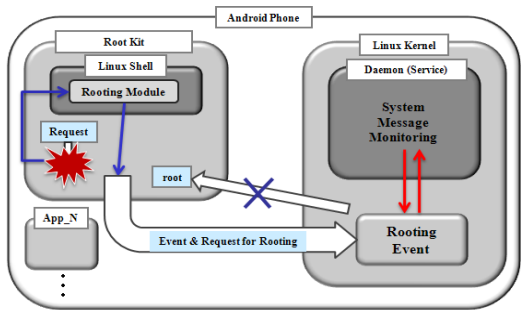 Android Phone
Root Kit
Linux Shell
Rooting Module
Request
root
App_N
Event & Request for Rooting
Linux Kernel
Daemon (Service)
System
Message
Monitoring
Rooting
Event